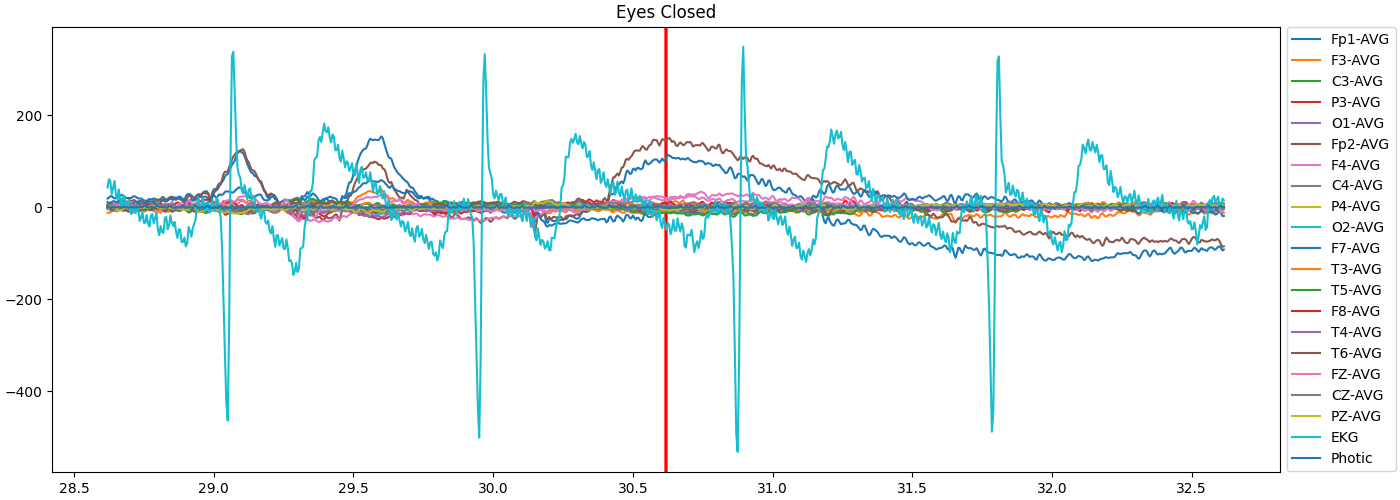 Eyes Closed
200
0
−200
−400
28.5 29.0 29.5 30.0 30.5 31.0 31.5 32.0 32.5
Fp1-AVG
F3-AVG
C3-AVG
P3-AVG
O1-AVG
Fp2-AVG
F4-AVG
C4-AVG
P4-AVG
O2-AVG
F7-AVG
T3-AVG
T5-AVG
F8-AVG
T4-AVG
T6-AVG
FZ-AVG
CZ-AVG
PZ-AVG
EKG
Photic